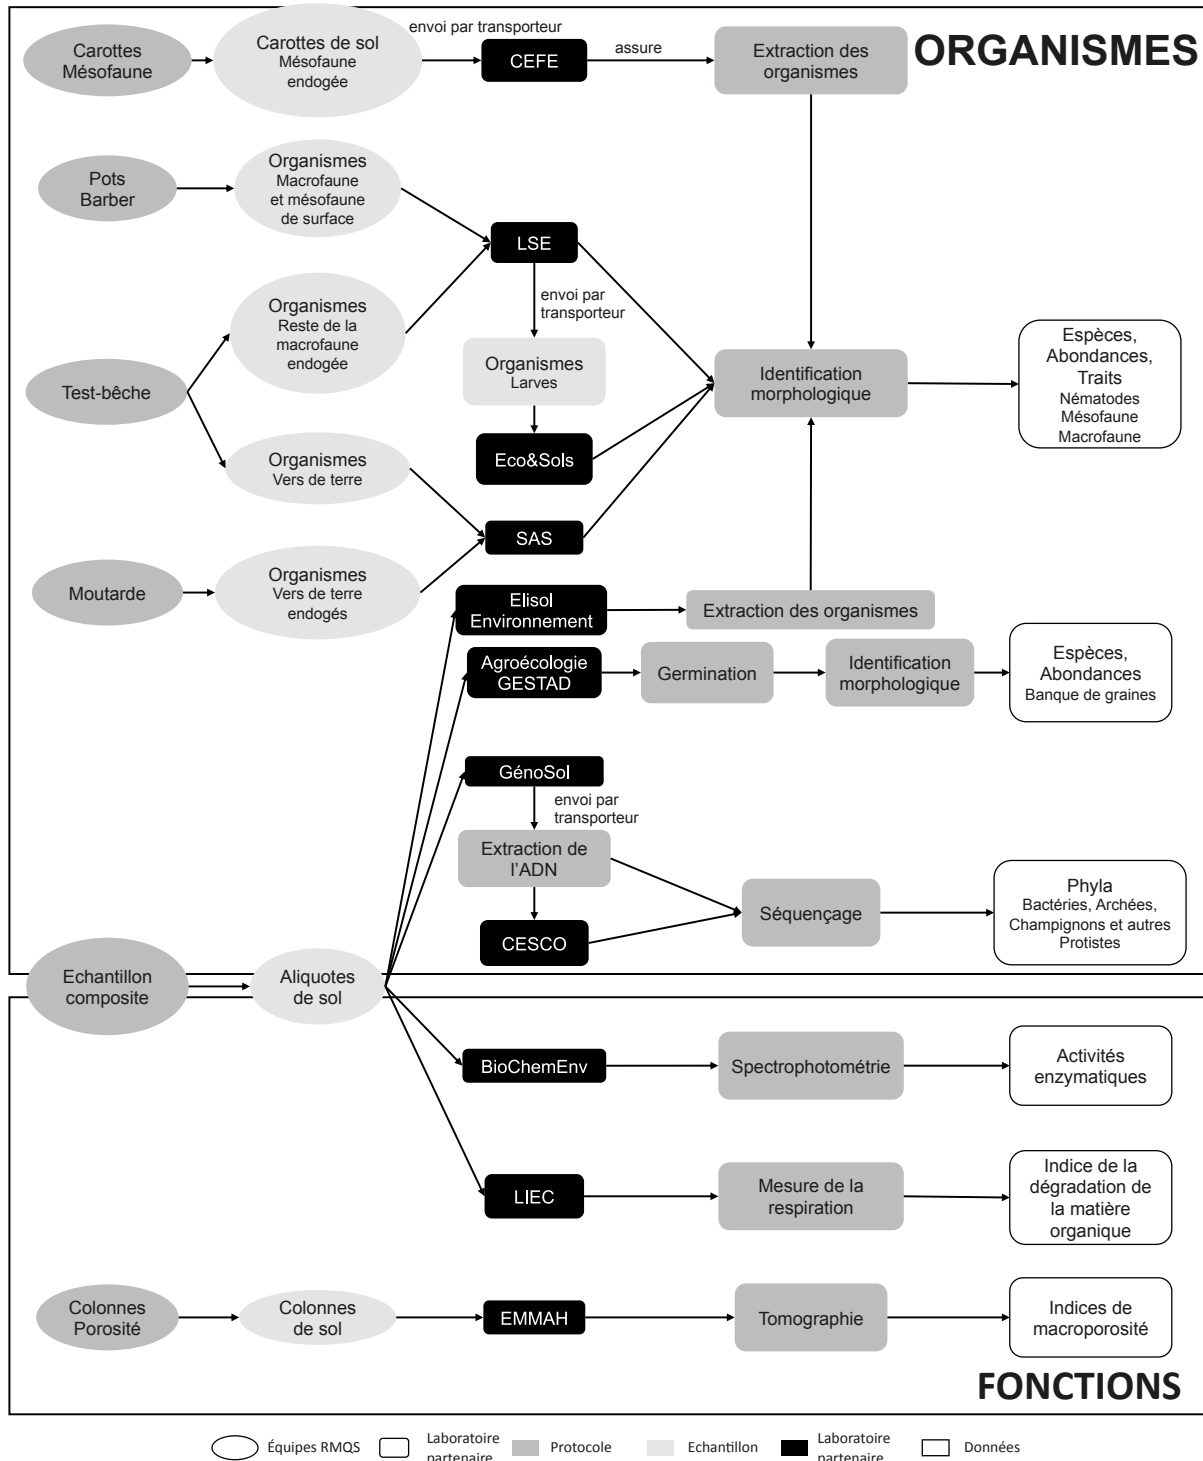 ORGANISMES
Carottes
Mésofaune
Carottes de sol
Mésofaune
endogée
envoi par transporteur
CEFE
assure
Extraction des
organismes
Pots
Barber
Organismes
Macrofaune
et mésofaune
de surface
LSE
envoi par
transporteur
Organismes
Reste de la
macrofaune
endogée
Organismes
Larves
Test-bêche
Identification
morphologique
Espèces,
Abondances,
Traits
Nématodes
Mésofaune
Macrofaune
Eco&Sols
Organismes
Vers de terre
SAS
Moutarde
Organismes
Vers de terre
endogés
Elisol
Environnement
Extraction des organismes
Agroécologie
GESTAD
Germination
Identification
morphologique
Espèces,
Abondances
Banque de graines
GénoSol
envoi par
transporteur
Extraction de
l'ADN
CESCO
Séquençage
Phyla
Bactéries, Archées,
Champignons et autres
Protistes
Echantillon
composite
Aliquotes
de sol
BioChemEnv
Spectrophotométrie
Activités
enzymatiques
LIEC
Mesure de la
respiration
Indice de la
dégradation de
la matière
organique
Colonnes
Porosité
Colonnes
de sol
EMMAH
Tomographie
Indices de
macroporosité
FONCTIONS
Équipes RMQS
Laboratoire
partenaire
Protocole
Echantillon
Laboratoire
partenaire
Données